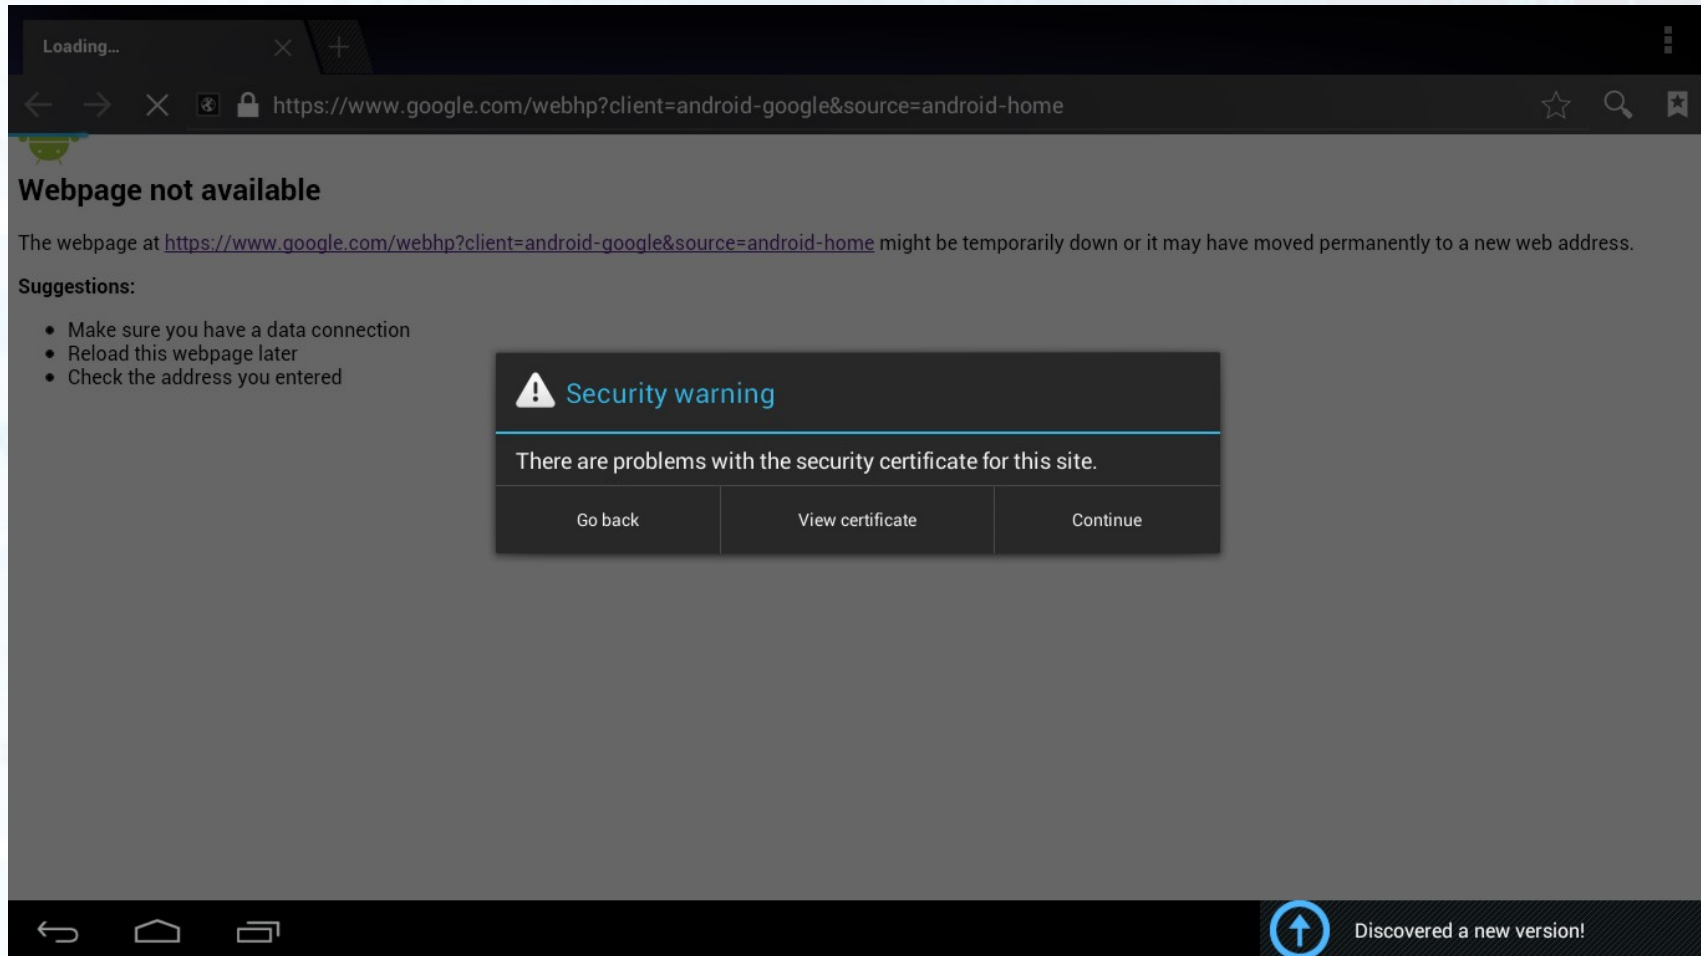 Loading...
https://www.google.com/webhp?client=android-google&source=android-home
Webpage not available
The webpage at https://www.google.com/webhp?client=android-google&source=android-home might be temporarily down or it may have moved permanently to a new web address.
Suggestions:
Make sure you have a data connection
Reload this webpage later
Check the address you entered
Security warning
There are problems with the security certificate for this site.
Go back View certificate Continue
Discovered a new version!